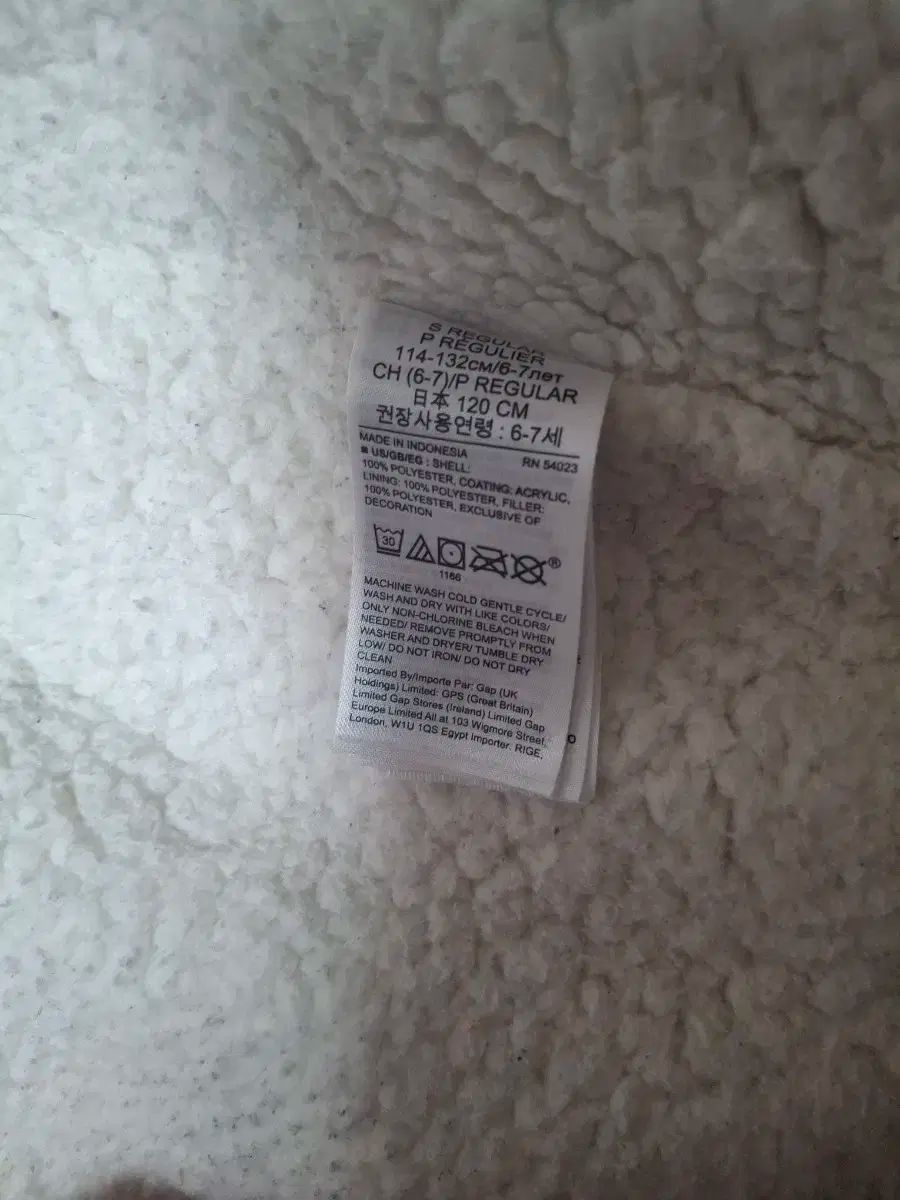 S REGULAR
P REGULIER
114-132см/6-7лет
CH (6-7)/P REGULAR
日本 120 CM
권장사용연령 : 6-7세
MADE IN INDONESIA
RN 54023
■ US/GB/EG : SHELL:
100% POLYESTER, COATING: ACRYLIC,
LINING: 100% POLYESTER, FILLER:
100% POLYESTER, EXCLUSIVE OF
DECORATION
30
®
1166
MACHINE WASH COLD GENTLE CYCLE/
WASH AND DRY WITH LIKE COLORS/
ONLY NON-CHLORINE BLEACH WHEN
NEEDED/ REMOVE PROMPTLY FROM
WASHER AND DRYER/ TUMBLE DRY
LOW/ DO NOT IRON/ DO NOT DRY
CLEAN
Imported By/Importe Par: Gap (UK
Holdings) Limited: GPS (Great Britain)
Limited Gap Stores (Ireland) Limited Gap
Europe Limited All at 103 Wigmore Street,
London, W1U 1QS Egypt Importer: RIGE,